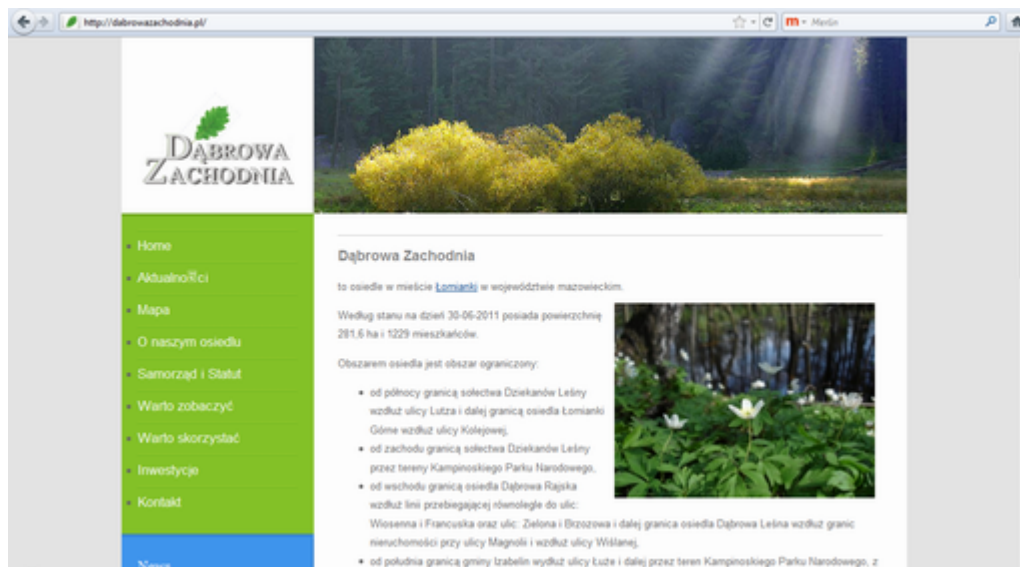 http://dabrowazachodnia.pl/
Merlin
DĄBROWA
ZACHODNIA
Home
Aktualności
Mapa
O naszym osiedlu
Samorząd i Statut
Warto zobaczyć
Warto skorzystać
Inwestycje
Kontakt
News
Dąbrowa Zachodnia
to osiedle w mieście Łomianki w województwie mazowieckim.
Według stanu na dzień 30-06-2011 posiada powierzchnię
281,6 ha i 1229 mieszkańców.
Obszarem osiedla jest obszar ograniczony:
od północy granicą sołectwa Dziekanów Leśny
wzdłuż ulicy Lutza i dalej granicą osiedla Łomianki
Górne wzdłuż ulicy Kolejowej,
od zachodu granicą sołectwa Dziekanów Leśny
przez tereny Kampinoskiego Parku Narodowego,
od wschodu granicą osiedla Dąbrowa Rajska
wzdłuż linii przebiegającej równolegle do ulic:
Wiosenna i Francuska oraz ulic: Zielona i Brzozowa i dalej granica osiedla Dąbrowa Leśna wzdłuż granic
nieruchomości przy ulicy Magnolii i wzdłuż ulicy Wiślanej,
od południa granicą gminy Izabelin wydłuż ulicy Łuże i dalej przez teren Kampinoskiego Parku Narodowego, z